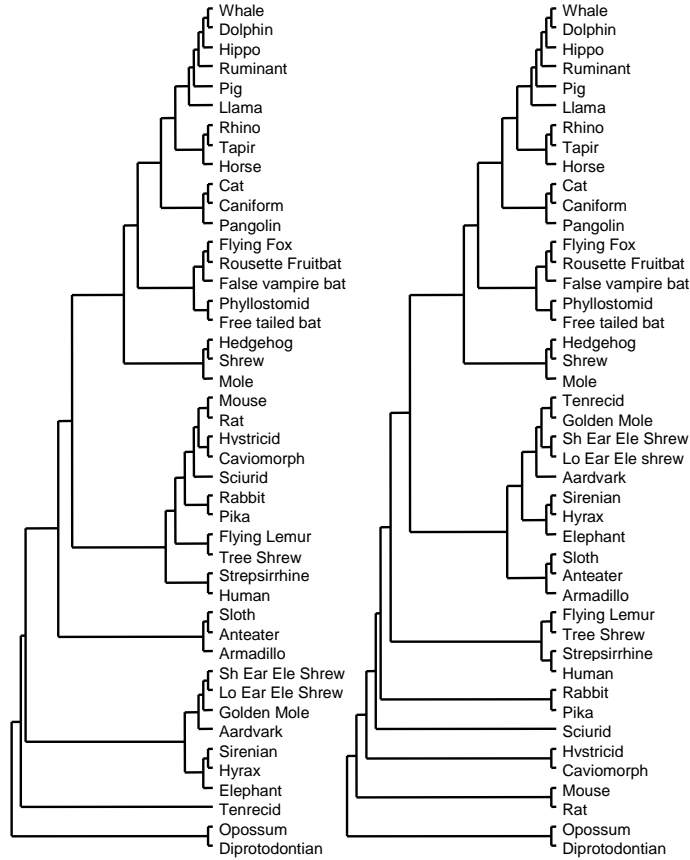 Whale
Dolphin
Hippo
Ruminant
Pig
Llama
Rhino
Tapir
Horse
Cat
Caniform
Pangolin
Flying Fox
Rousette Fruitbat
False vampire bat
Phyllostomid
Free tailed bat
Hedgehog
Shrew
Mole
Mouse
Rat
Hvstricid
Caviomorph
Sciurid
Rabbit
Pika
Flying Lemur
Tree Shrew
Strepsirrhine
Human
Sloth
Anteater
Armadillo
Sh Ear Ele Shrew
Lo Ear Ele Shrew
Golden Mole
Aardvark
Sirenian
Hyrax
Elephant
Tenrecid
Opossum
Diprotodontian
Whale
Dolphin
Hippo
Ruminant
Pig
Llama
Rhino
Tapir
Horse
Cat
Caniform
Pangolin
Flying Fox
Rousette Fruitbat
False vampire bat
Phyllostomid
Free tailed bat
Hedgehog
Shrew
Mole
Tenrecid
Golden Mole
Sh Ear Ele Shrew
Lo Ear Ele shrew
Aardvark
Sirenian
Hyrax
Elephant
Sloth
Anteater
Armadillo
Flying Lemur
Tree Shrew
Strepsirrhine
Human
Rabbit
Pika
Sciurid
Hvstricid
Caviomorph
Mouse
Rat
Opossum
Diprotodontian